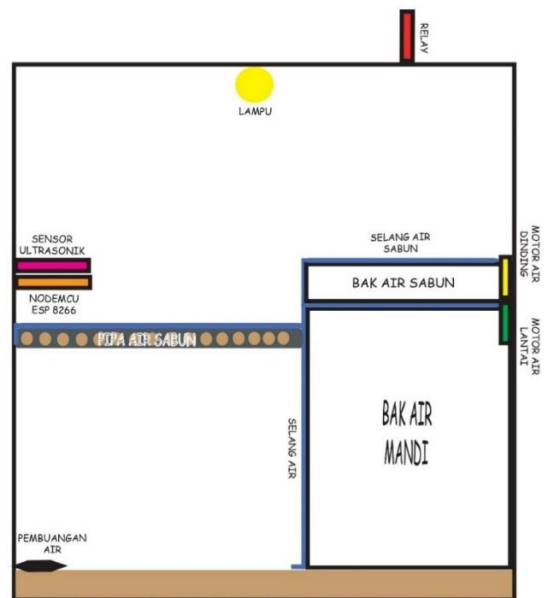 RELAY
LAMPU
SENSOR
ULTRASONIK
NODEMCU
ESP 8266
SELANG AIR
SABUN
MOTOR AIR
DINDING
BAK AIR SABUN
PIPA AIR SABUN
MOTOR AIR
LANTAI
BAK AIR
MANDI
SELANG AIR
PEMBUANGAN
AIR